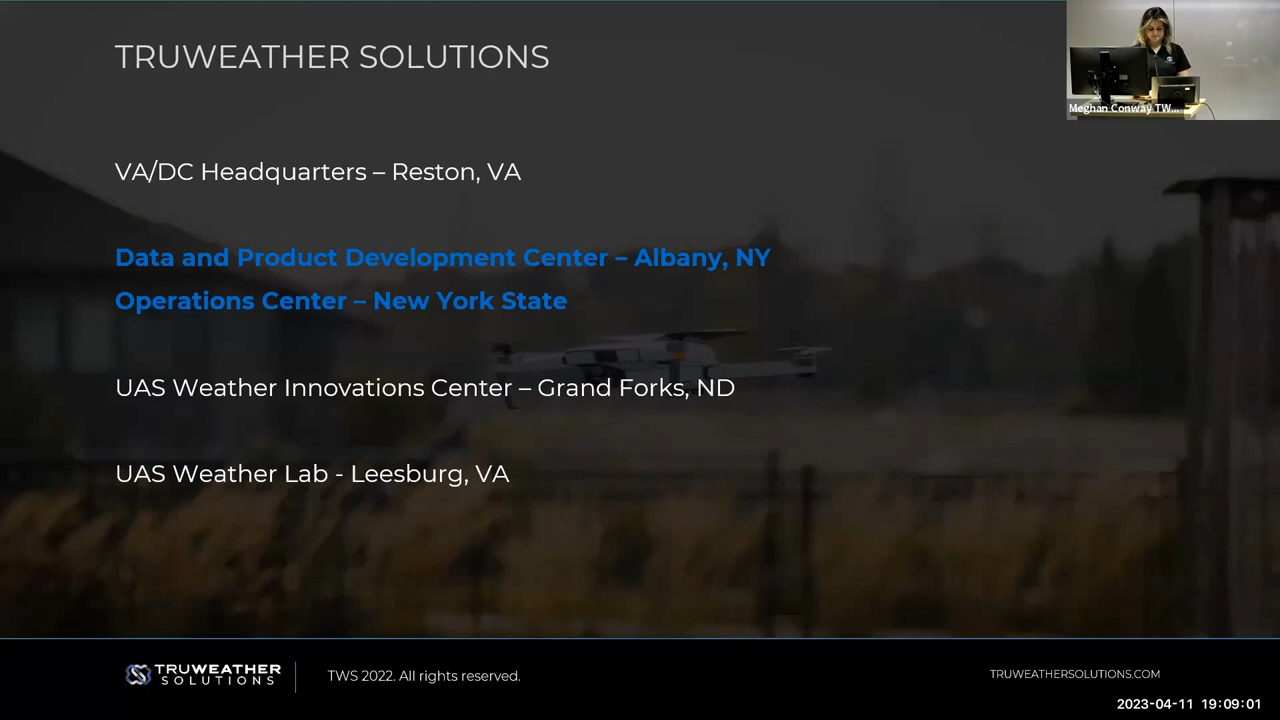 TRUWEATHER SOLUTIONS
Meghan Conway TW...
VA/DC Headquarters – Reston, VA
Data and Product Development Center – Albany, NY
Operations Center – New York State
UAS Weather Innovations Center – Grand Forks, ND
UAS Weather Lab - Leesburg, VA
TRUWEATHER
SOLUTIONS
TWS 2022. All rights reserved.
TRUWEATHERSOLUTIONS.COM
2023-04-11 19:09:01